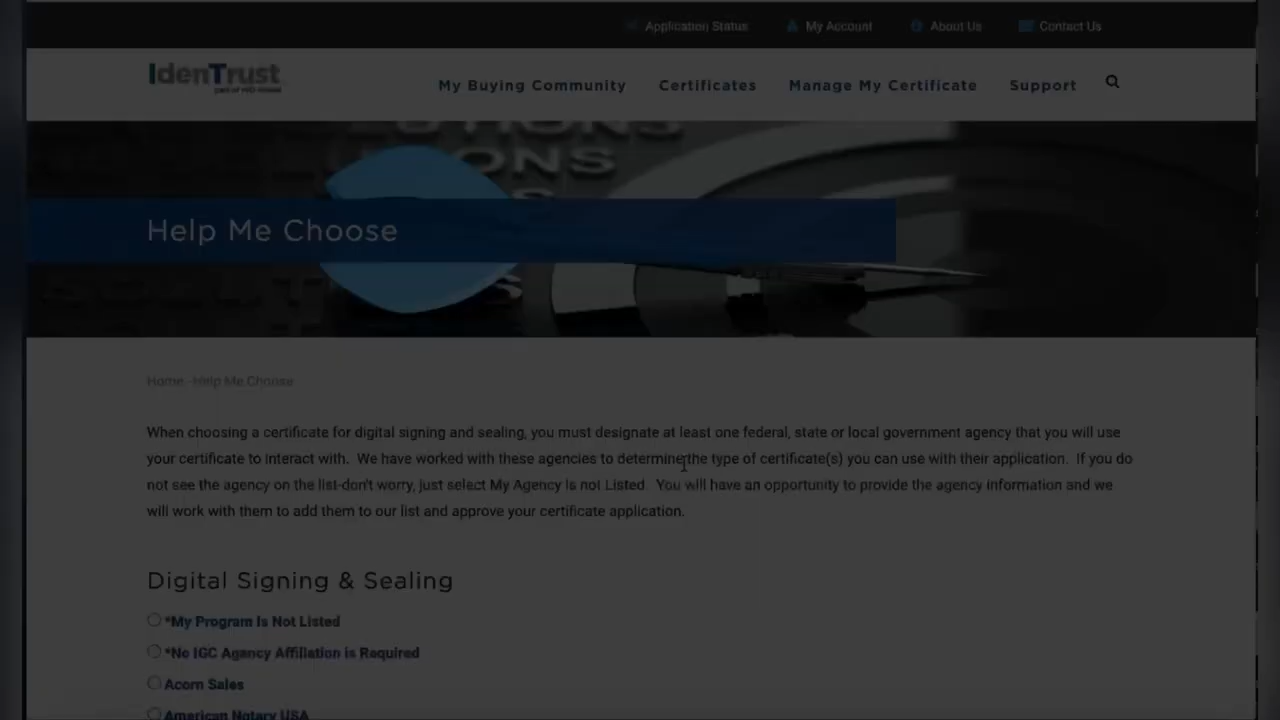 Application Status My Account About Us Contact Us
IdenTrust
part of HID Global
My Buying Community Certificates Manage My Certificate Support
UTIONS
ONS
S
Help Me Choose
S
Home - Help Me Choose
When choosing a certificate for digital signing and sealing, you must designate at least one federal, state or local government agency that you will use
your certificate to interact with. We have worked with these agencies to determine the type of certificate(s) you can use with their application. If you do
not see the agency on the list-don't worry, just select My Agency Is not Listed. You will have an opportunity to provide the agency information and we
will work with them to add them to our list and approve your certificate application.
Digital Signing & Sealing
*My Program Is Not Listed
*No IGC Agency Affiliation is Required
Acorn Sales
American Notary USA